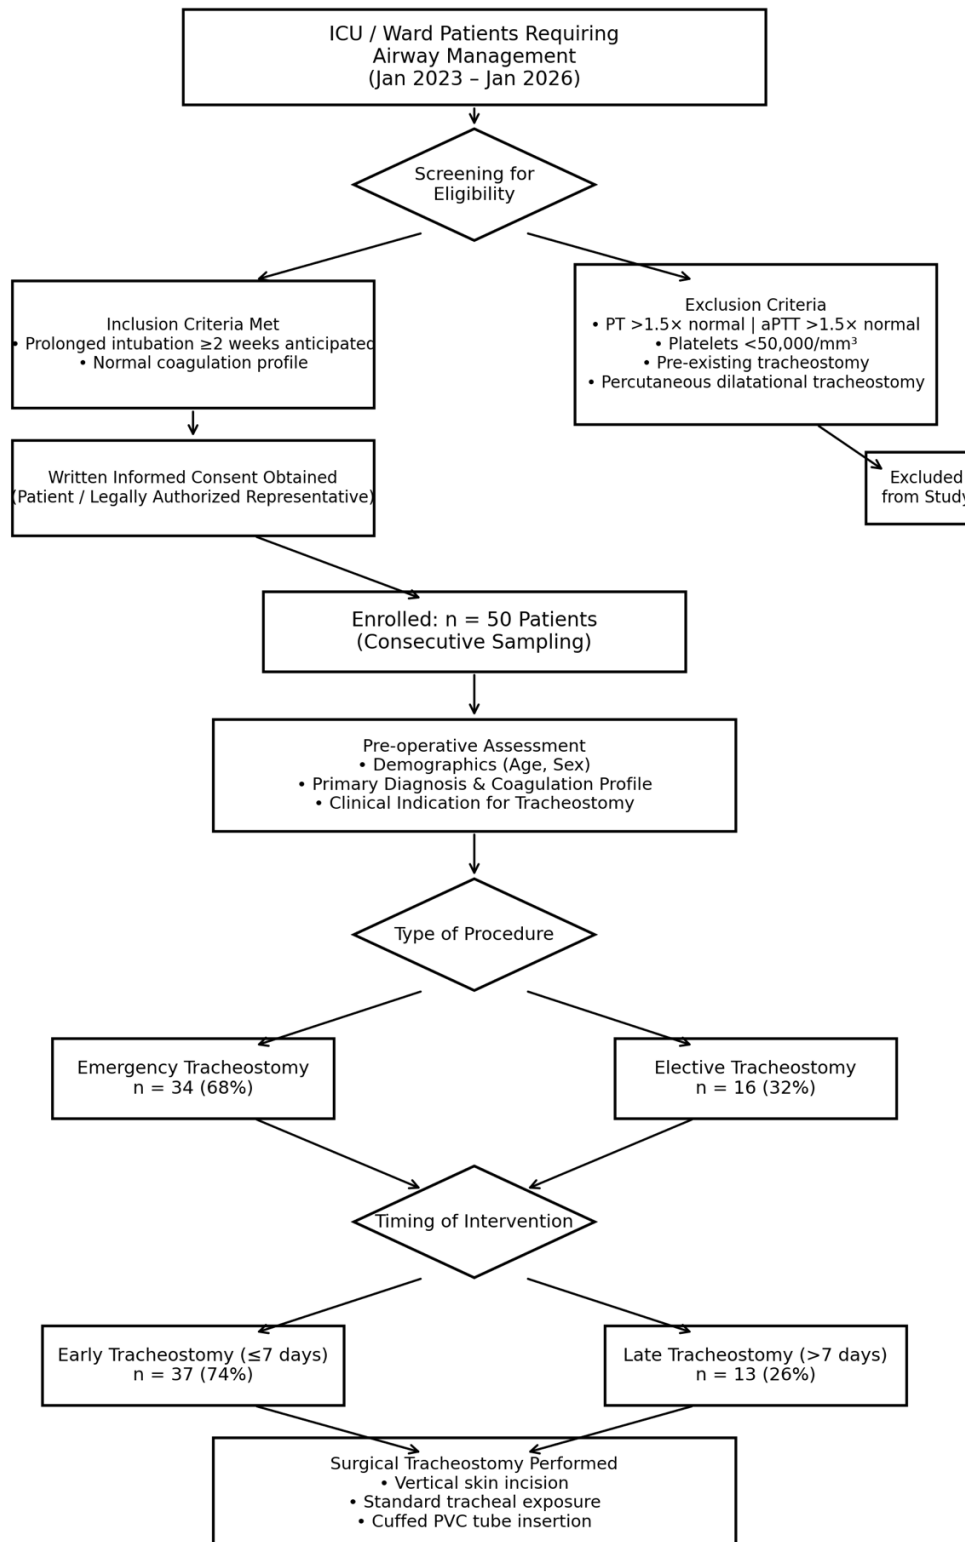 ICU / Ward Patients Requiring
Airway Management
(Jan 2023 – Jan 2026)
Screening for
Eligibility
Inclusion Criteria Met
• Prolonged intubation ≥2 weeks anticipated
• Normal coagulation profile
Exclusion Criteria
• PT >1.5× normal | aPTT >1.5× normal
• Platelets <50,000/mm³
• Pre-existing tracheostomy
• Percutaneous dilatational tracheostomy
Written Informed Consent Obtained
(Patient / Legally Authorized Representative)
Excluded
from Study
Enrolled: n = 50 Patients
(Consecutive Sampling)
Pre-operative Assessment
• Demographics (Age, Sex)
• Primary Diagnosis & Coagulation Profile
• Clinical Indication for Tracheostomy
Type of Procedure
Emergency Tracheostomy
n = 34 (68%)
Elective Tracheostomy
n = 16 (32%)
Timing of Intervention
Early Tracheostomy (≤7 days)
n = 37 (74%)
Late Tracheostomy (>7 days)
n = 13 (26%)
Surgical Tracheostomy Performed
• Vertical skin incision
• Standard tracheal exposure
• Cuffed PVC tube insertion